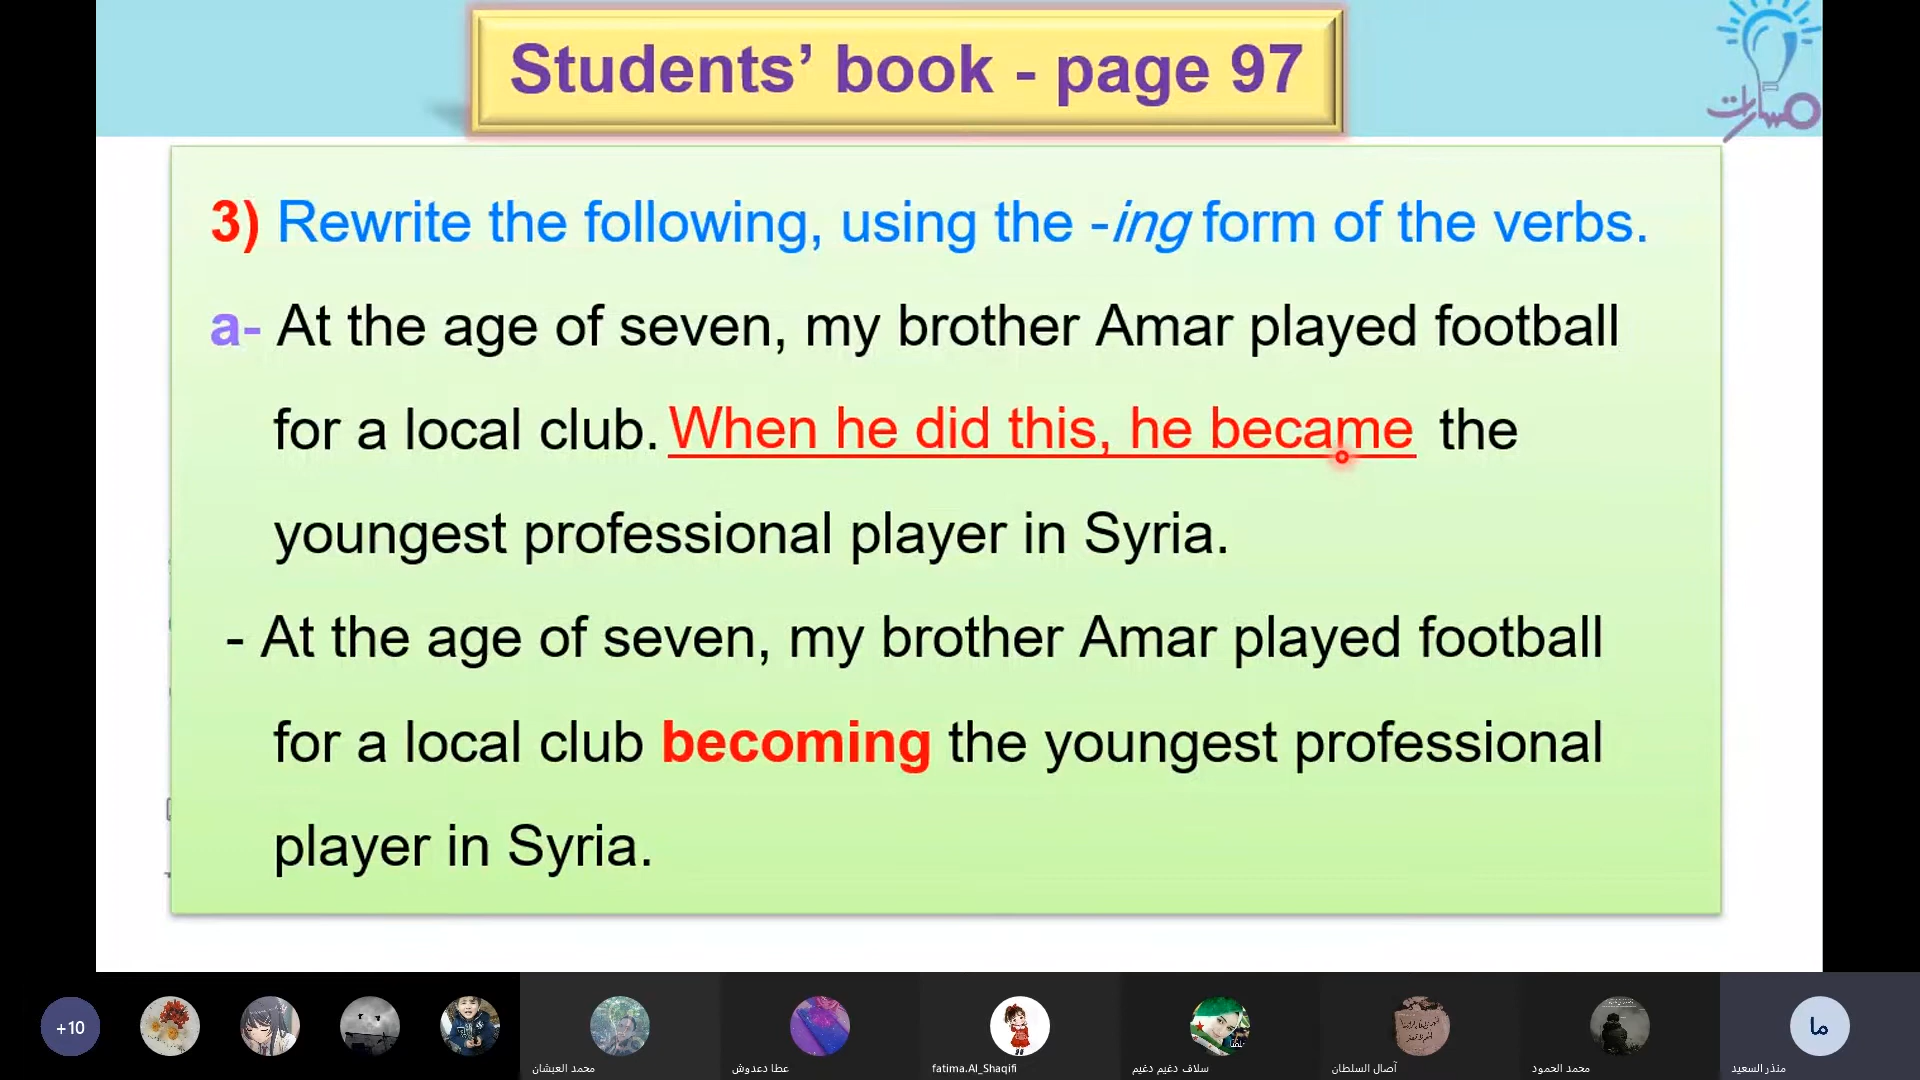 Students’ book - page 97
مسارات
3) Rewrite the following, using the -ing form of the verbs.
a- At the age of seven, my brother Amar played football
for a local club. When he did this, he became the
youngest professional player in Syria.
- At the age of seven, my brother Amar played football
for a local club becoming the youngest professional
player in Syria.
+10
ما
محمد العبشان
عطا دعدوش
fatima.Al_Shaqifi
سلاف دغيم دغيم
آصال السلطان
محمد الحمود
منذر السعيد